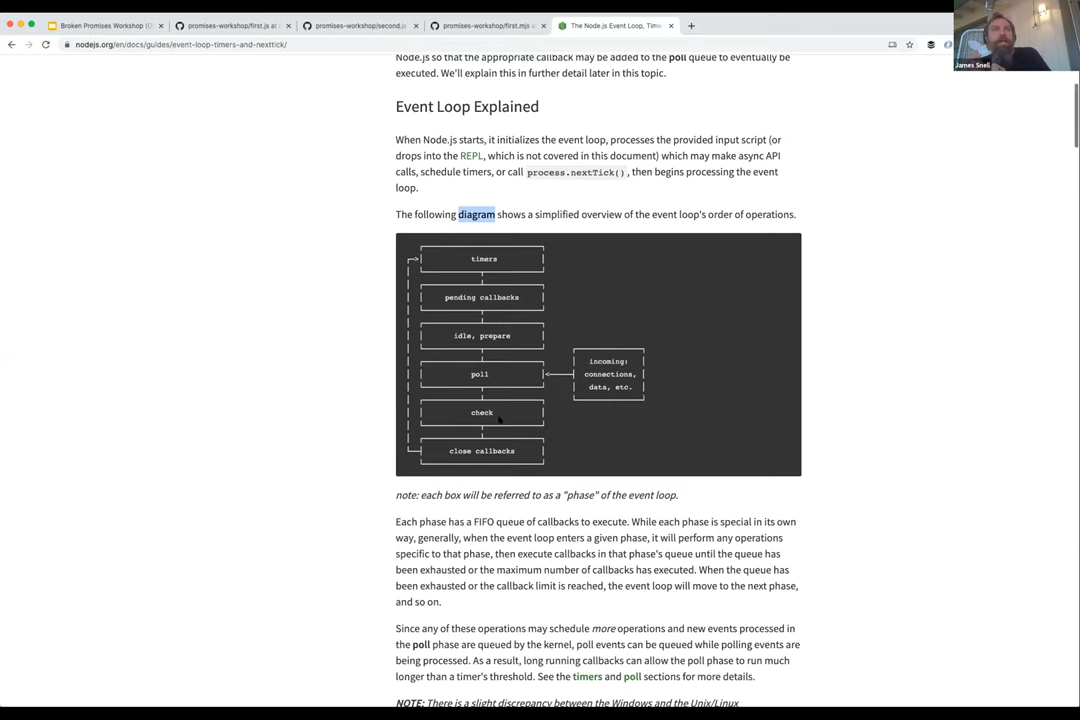 Broken Promises Workshop (O
promises-workshop/first.js at
promises-workshop/second.j
promises-workshop/first.mjs at
The Node.js Event Loop, Time
nodejs.org/en/docs/guides/event-loop-timers-and-nexttick/
James Snell
Node.js so that the appropriate callback may be added to the poll queue to eventually be
executed. We'll explain this in further detail later in this topic.
Event Loop Explained
When Node.js starts, it initializes the event loop, processes the provided input script (or
drops into the REPL, which is not covered in this document) which may make async API
calls, schedule timers, or call process.nextTick(), then begins processing the event
loop.
The following diagram shows a simplified overview of the event loop's order of operations.
timers
pending callbacks
idle, prepare
poll
incoming:
connections,
data, etc.
check
close callbacks
note: each box will be referred to as a "phase" of the event loop.
Each phase has a FIFO queue of callbacks to execute. While each phase is special in its own
way, generally, when the event loop enters a given phase, it will perform any operations
specific to that phase, then execute callbacks in that phase's queue until the queue has
been exhausted or the maximum number of callbacks has executed. When the queue has
been exhausted or the callback limit is reached, the event loop will move to the next phase,
and so on.
Since any of these operations may schedule more operations and new events processed in
the poll phase are queued by the kernel, poll events can be queued while polling events are
being processed. As a result, long running callbacks can allow the poll phase to run much
longer than a timer's threshold. See the timers and poll sections for more details.
NOTE: There is a slight discrepancy between the Windows and the Unix/Linux